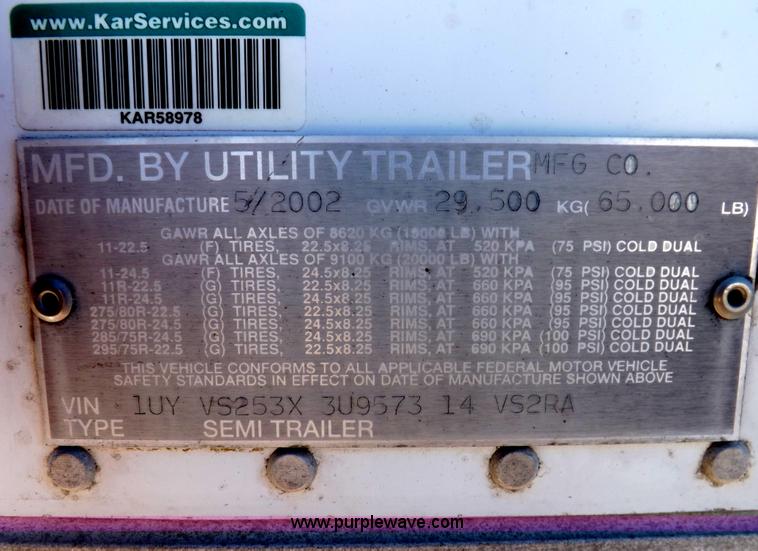 www.KarServices.com
KAR58978
MFD. BY UTILITY TRAILER MFG CO.
DATE OF MANUFACTURE 5/2002 GVWR 29,500 KG( 65,000 LB)
GAWR ALL AXLES OF 8620 KG (19000 LB) WITH
11-22.5 (F) TIRES, 22.5x8.25 RIMS, AT 520 KPA (75 PSI) COLD DUAL
GAWR ALL AXLES OF 9100 KG (20000 LB) WITH
11-24.5 (F) TIRES, 24.5x8.25 RIMS, AT 520 KPA (75 PSI) COLD DUAL
11R-22.5 (G) TIRES, 22.5x8.25 RIMS, AT 660 KPA (95 PSI) COLD DUAL
11R-24.5 (G) TIRES, 24.5x8.25 RIMS, AT 660 KPA (95 PSI) COLD DUAL
275/80R-22.5 (G) TIRES, 22.5x8.25 RIMS, AT 660 KPA (95 PSI) COLD DUAL
275/80R-24.5 (G) TIRES, 24.5x8.25 RIMS, AT 660 KPA (95 PSI) COLD DUAL
285/75R-24.5 (G) TIRES, 24.5x8.25 RIMS, AT 690 KPA (100 PSI) COLD DUAL
295/75R-22.5 (G) TIRES, 22.5x8.25 RIMS, AT 690 KPA (100 PSI) COLD DUAL
THIS VEHICLE CONFORMS TO ALL APPLICABLE FEDERAL MOTOR VEHICLE
SAFETY STANDARDS IN EFFECT ON DATE OF MANUFACTURE SHOWN ABOVE
VIN 1UY VS253X 3U9573 14 VS2RA
TYPE SEMI TRAILER
www.purplewave.com